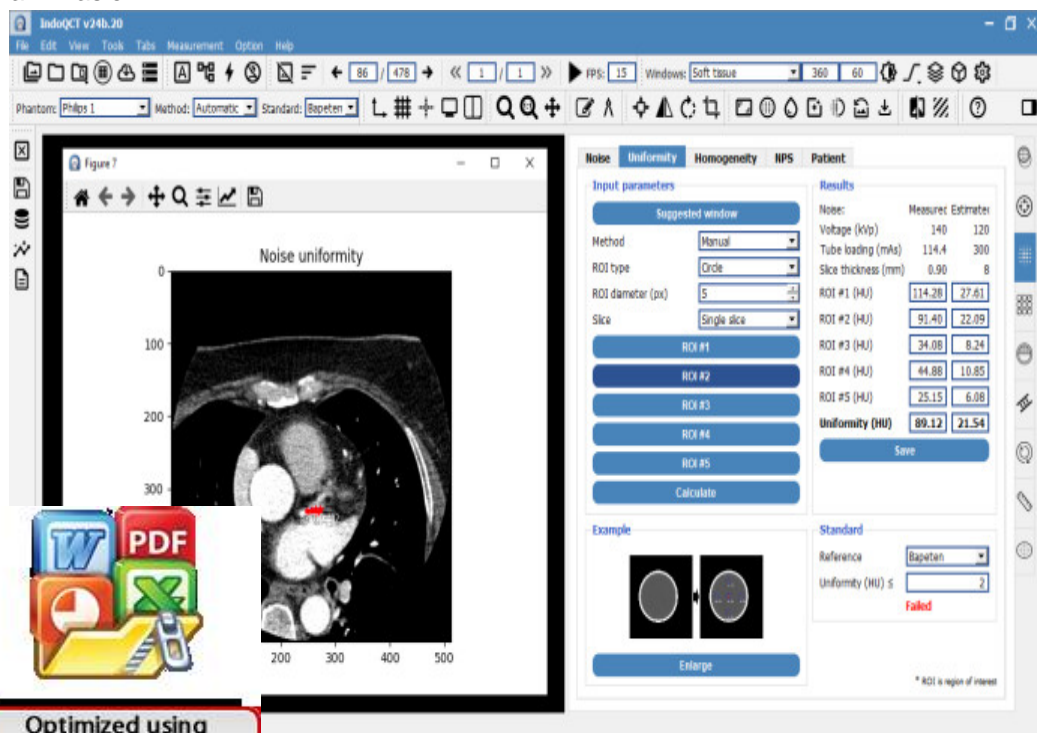 IndoQCT v24b.20
File Edit View Tools Tabs Measurement Option Help
86 / 478 1 / 1 FPS: 15 Windows: Soft tissue 360 60
Phantom: Philips 1 Method: Automatic Standard: Bapeten
Figure 7
Noise uniformity
0
100
200
300
200 300 400 500
Noise Uniformity Homogeneity NPS Patient
Input parameters
Suggested window
Method Manual
ROI type Circle
ROI diameter (px) 5
Slice Single slice
ROI #1
ROI #2
ROI #3
ROI #4
ROI #5
Calculate
Example
Enlarge
Results
Noise: Measurec Estimatec
Voltage (kVp) 140 120
Tube loading (mAs) 114.4 300
Slice thickness (mm) 0.90 8
ROI #1 (HU) 114.28 27.61
ROI #2 (HU) 91.40 22.09
ROI #3 (HU) 34.08 8.24
ROI #4 (HU) 44.88 10.85
ROI #5 (HU) 25.15 6.08
Uniformity (HU) 89.12 21.54
Save
Standard
Reference Bapeten
Uniformity (HU) ≤ 2
Failed
* ROI is region of interest
W PDF
X
Optimized using